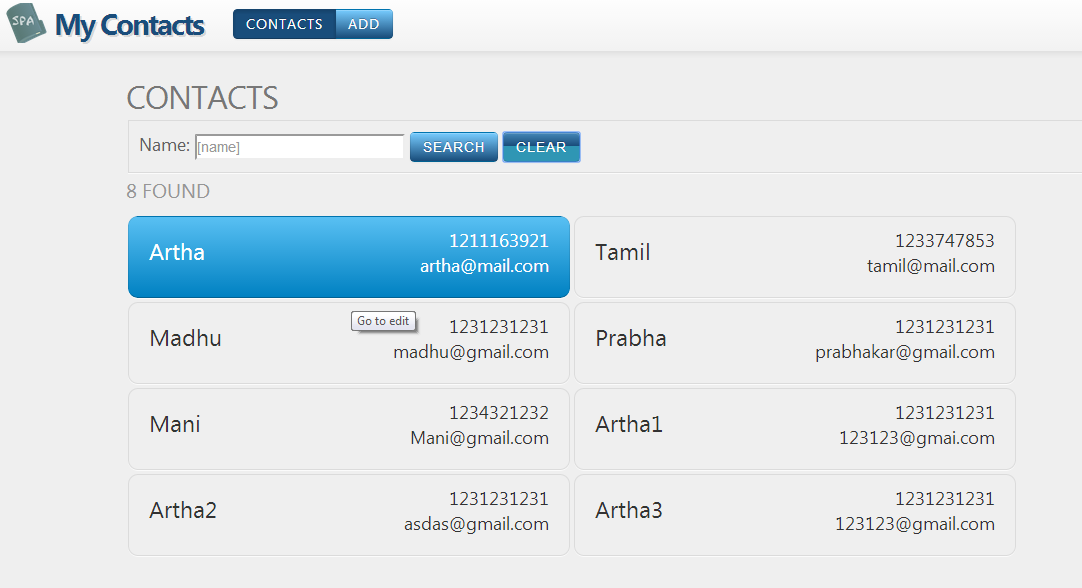 SPA My Contacts CONTACTS ADD
CONTACTS
Name: [name] SEARCH CLEAR
8 FOUND
Artha 1211163921
artha@mail.com
Tamil 1233747853
tamil@mail.com
Go to edit
Madhu 1231231231
madhu@gmail.com
Prabha 1231231231
prabhakar@gmail.com
Mani 1234321232
Mani@gmail.com
Artha1 1231231231
123123@gmai.com
Artha2 1231231231
asdas@gmail.com
Artha3 1231231231
123123@gmail.com